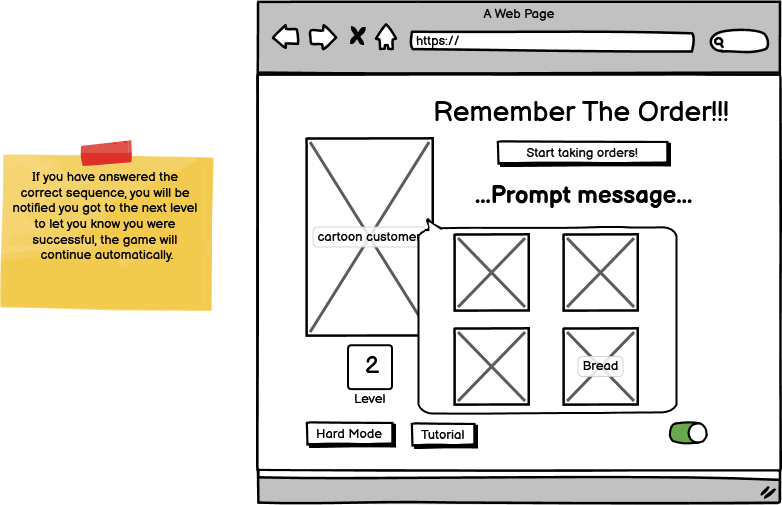 A Web Page
https://
Remember The Order!!!
Start taking orders!
...Prompt message...
If you have answered the
correct sequence, you will be
notified you got to the next level
to let you know you were
successful, the game will
continue automatically.
cartoon customer
Bread
2
Level
Hard Mode
Tutorial